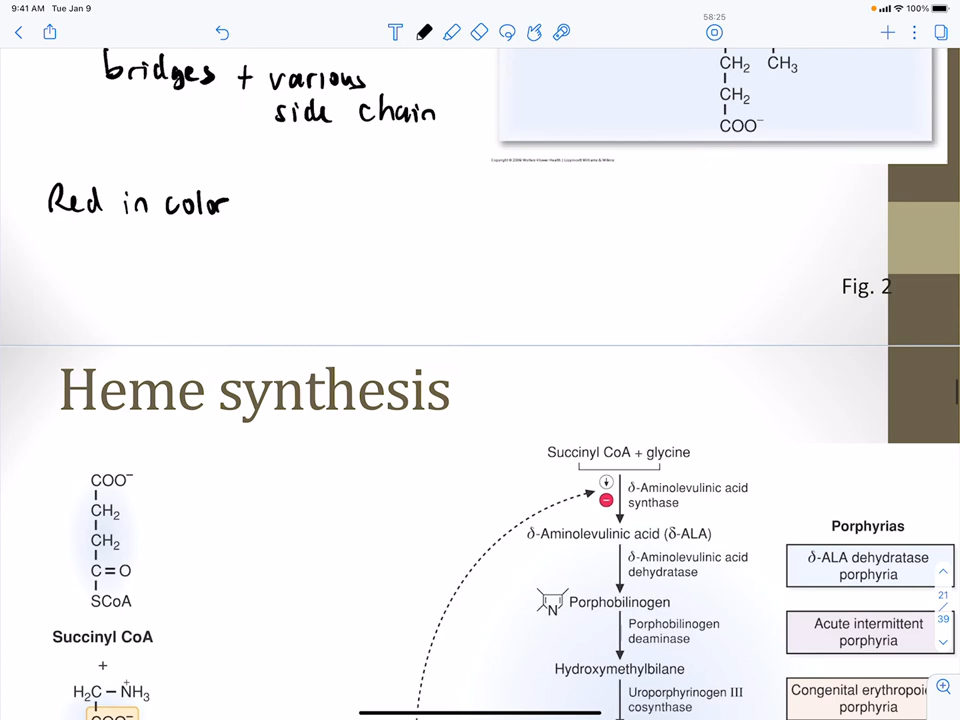 9:41 AM Tue Jan 9
100%
58:25
bridges + various
side chain
CH2 CH3
CH2
COO−
Red in color
Fig. 2
Heme synthesis
COO−
CH2
CH2
C=O
SCoA
Succinyl CoA
+
H2C – N+H3
COO−
Succinyl CoA + glycine
δ-Aminolevulinic acid
synthase
δ-Aminolevulinic acid (δ-ALA)
δ-Aminolevulinic acid
dehydratase
N
Porphobilinogen
Porphobilinogen
deaminase
Hydroxymethylbilane
Uroporphyrinogen III
cosynthase
Porphyrias
δ-ALA dehydratase
porphyria
Acute intermittent
porphyria
Congenital erythropoi
porphyria
21
/
39